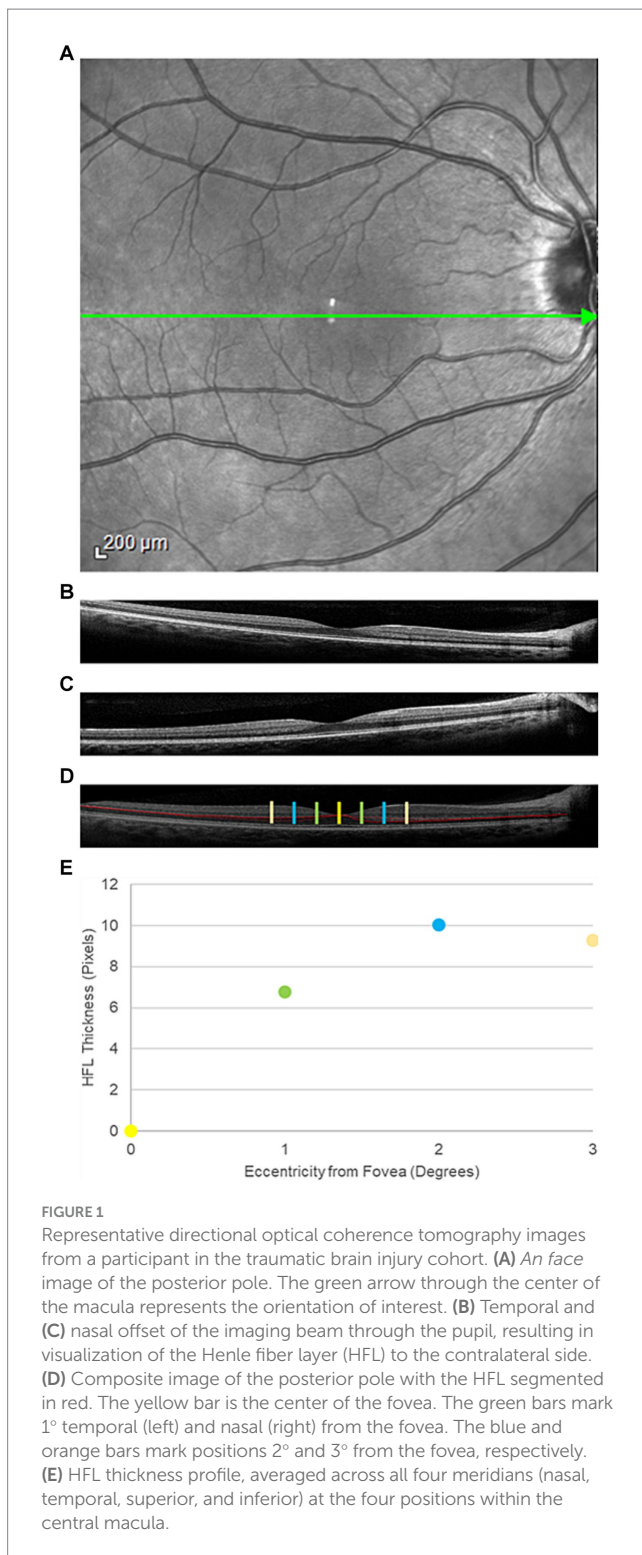 A
200 µm
B
C
D
E
12
10
8
6
4
2
0
HFL Thickness (Pixels)
0 1 2 3
Eccentricity from Fovea (Degrees)
FIGURE 1
Representative directional optical coherence tomography images
from a participant in the traumatic brain injury cohort. (A) An face
image of the posterior pole. The green arrow through the center of
the macula represents the orientation of interest. (B) Temporal and
(C) nasal offset of the imaging beam through the pupil, resulting in
visualization of the Henle fiber layer (HFL) to the contralateral side.
(D) Composite image of the posterior pole with the HFL segmented
in red. The yellow bar is the center of the fovea. The green bars mark
1° temporal (left) and nasal (right) from the fovea. The blue and
orange bars mark positions 2° and 3° from the fovea, respectively.
(E) HFL thickness profile, averaged across all four meridians (nasal,
temporal, superior, and inferior) at the four positions within the
central macula.